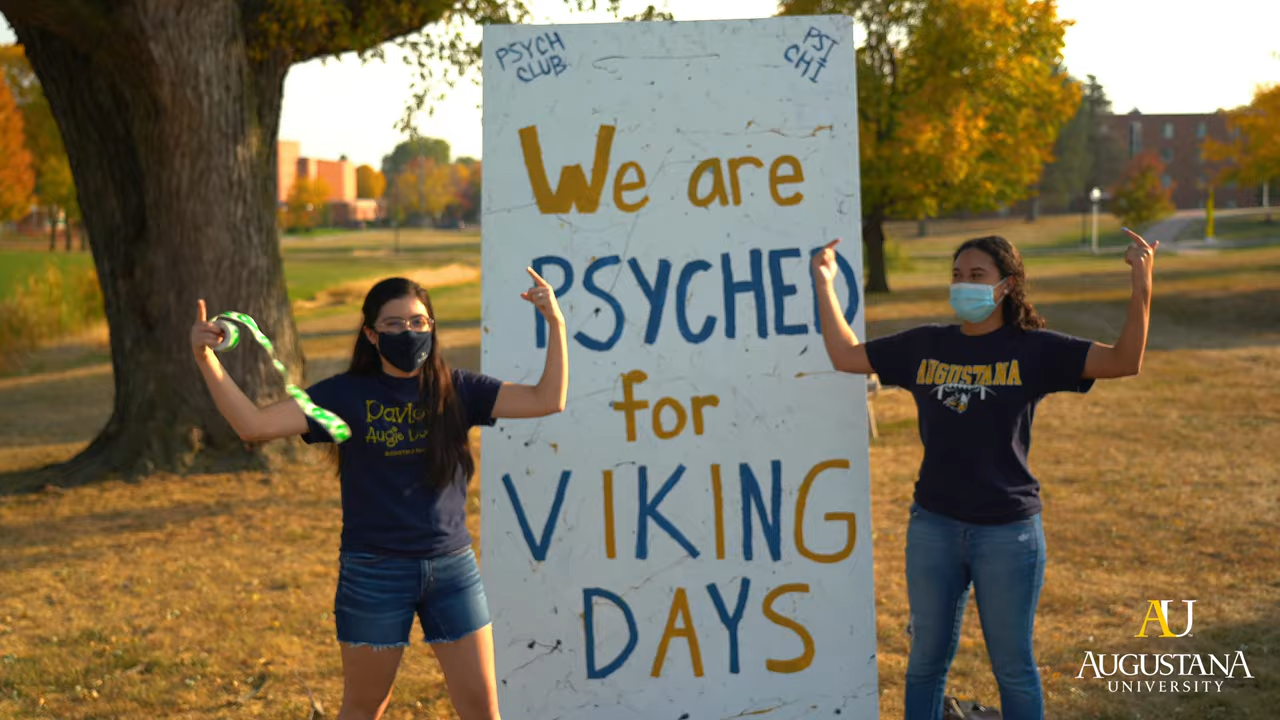 PSYCH
CLUB
PSI
CHI
We are
PSYCHED
for
VIKING
DAYS
AUGUSTANA
AU
AUGUSTANA
UNIVERSITY